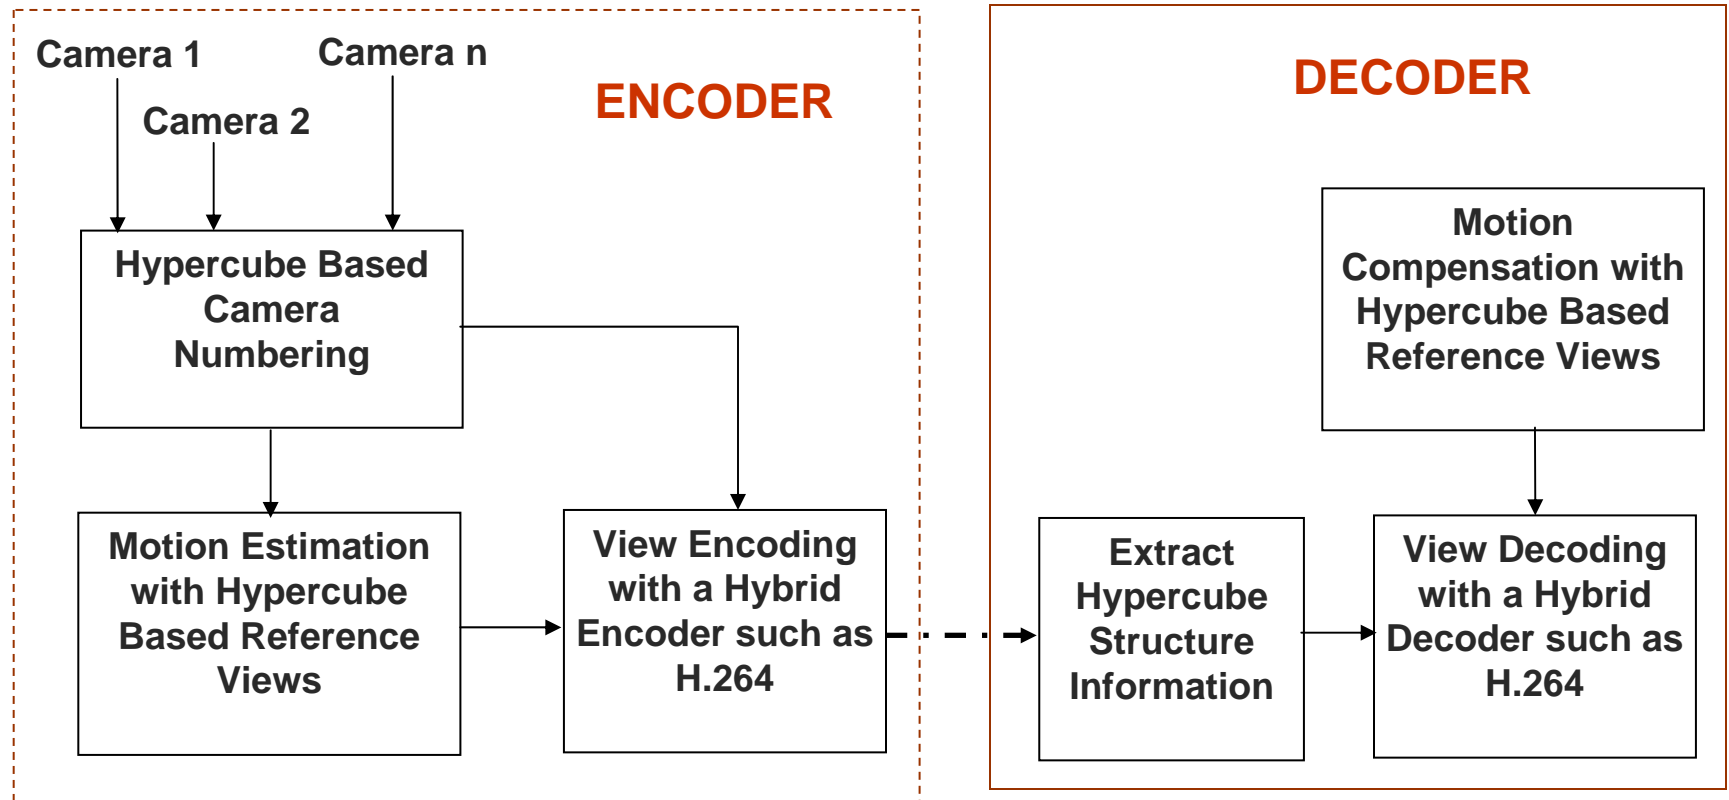 Camera 1
Camera n
Camera 2
ENCODER
Hypercube Based
Camera
Numbering
Motion Estimation
with Hypercube
Based Reference
Views
View Encoding
with a Hybrid
Encoder such as
H.264
DECODER
Motion
Compensation with
Hypercube Based
Reference Views
Extract
Hypercube
Structure
Information
View Decoding
with a Hybrid
Decoder such as
H.264